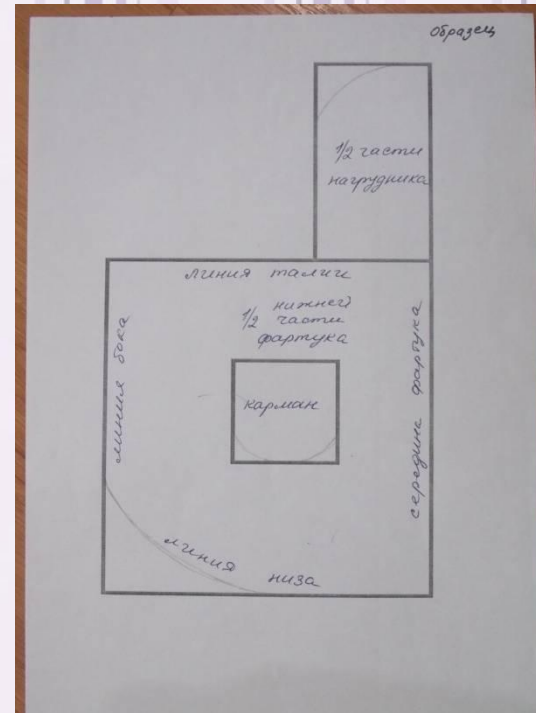 Образец
1/2 части
нагрудника
линия талии
1/2 нижней
части
фартука
линия бока
карман
середина фартука
линия низа